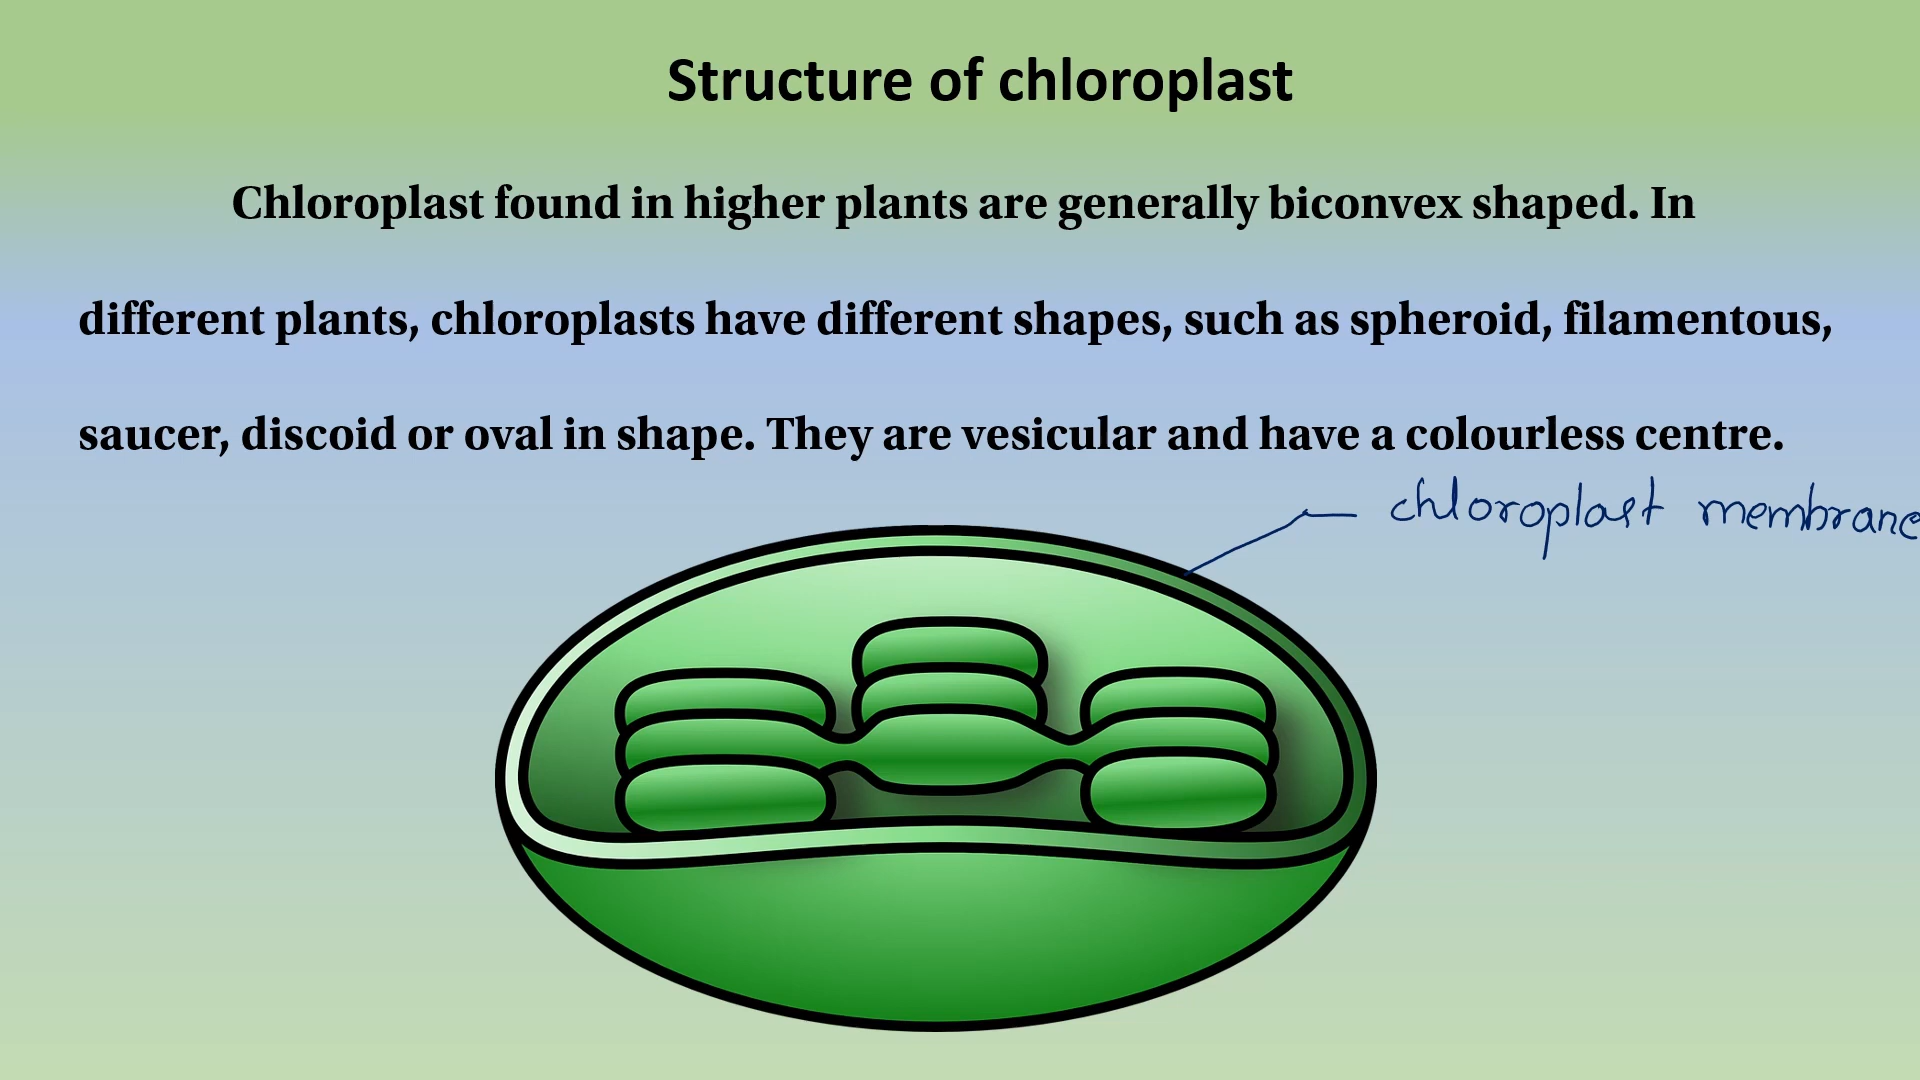 Structure of chloroplast
Chloroplast found in higher plants are generally biconvex shaped. In
different plants, chloroplasts have different shapes, such as spheroid, filamentous,
saucer, discoid or oval in shape. They are vesicular and have a colourless centre.
chloroplast membrane